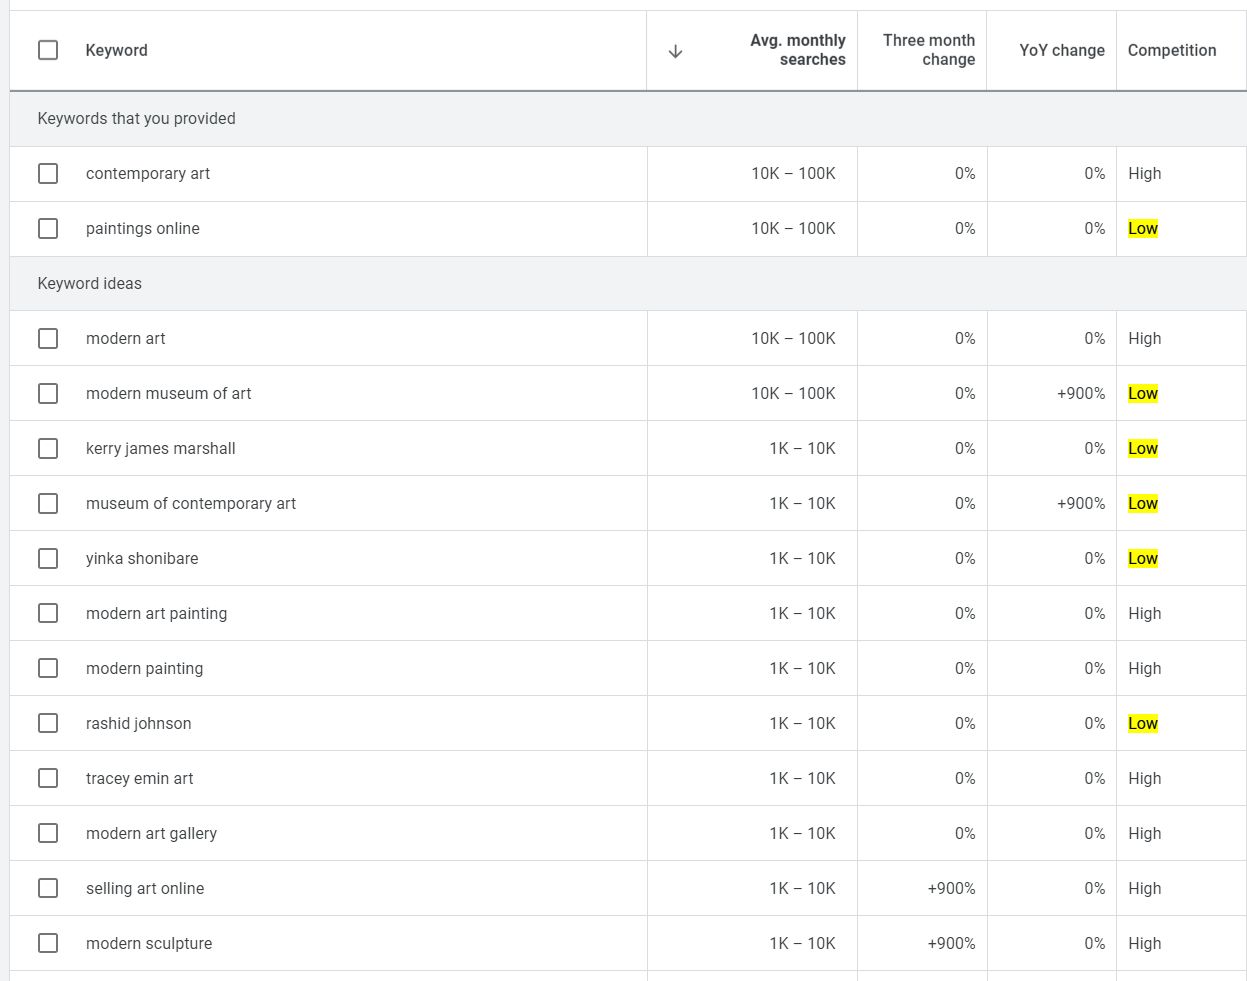 Keyword Avg. monthly searches Three month change YoY change Competition
Keywords that you provided
contemporary art 10K – 100K 0% 0% High
paintings online 10K – 100K 0% 0% Low
Keyword ideas
modern art 10K – 100K 0% 0% High
modern museum of art 10K – 100K 0% +900% Low
kerry james marshall 1K – 10K 0% 0% Low
museum of contemporary art 1K – 10K 0% +900% Low
yinka shonibare 1K – 10K 0% 0% Low
modern art painting 1K – 10K 0% 0% High
modern painting 1K – 10K 0% 0% High
rashid johnson 1K – 10K 0% 0% Low
tracey emin art 1K – 10K 0% 0% High
modern art gallery 1K – 10K 0% 0% High
selling art online 1K – 10K +900% 0% High
modern sculpture 1K – 10K +900% 0% High